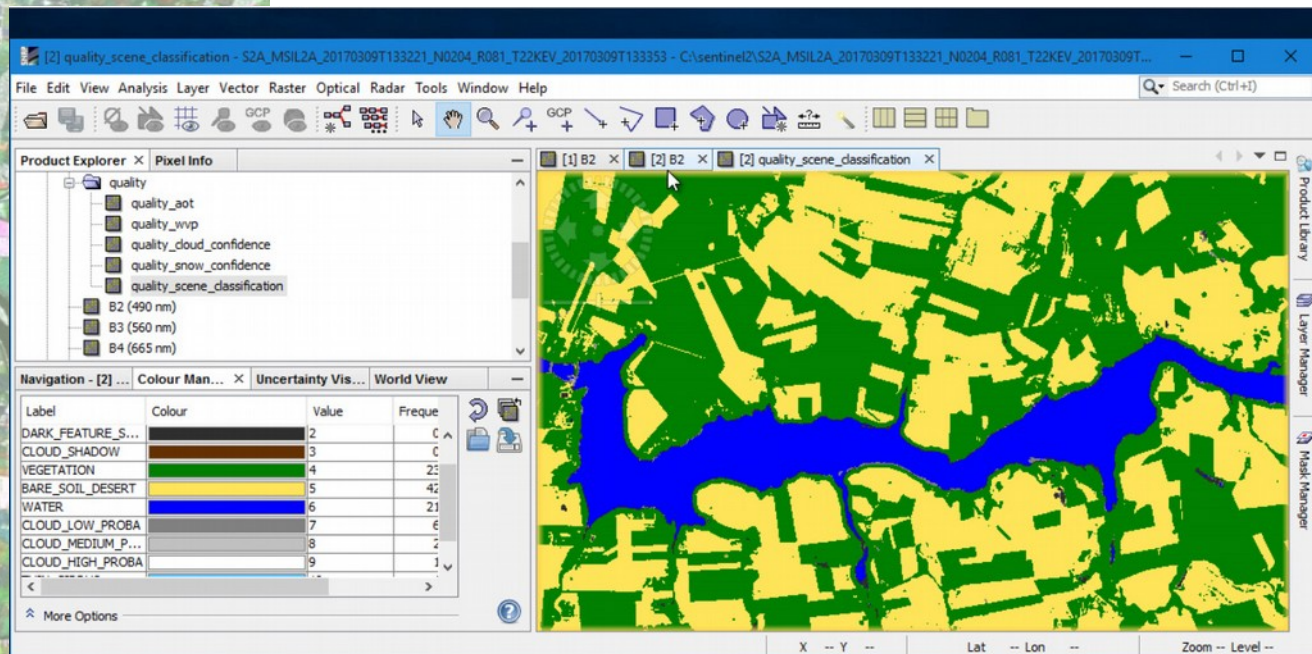 [2] quality_scene_classification - S2A_MSIL2A_20170309T133221_N0204_R081_T22KEV_20170309T133353 - C:\sentinel2\S2A_MSIL2A_20170309T133221_N0204_R081_T22KEV_20170309T...
File Edit View Analysis Layer Vector Raster Optical Radar Tools Window Help
Search (Ctrl+I)
GCP GCP
Product Explorer Pixel Info
[1] B2 [2] B2 [2] quality_scene_classification
quality
quality_aot
quality_wvp
quality_cloud_confidence
quality_snow_confidence
quality_scene_classification
B2 (490 nm)
B3 (560 nm)
B4 (665 nm)
Navigation - [2] ... Colour Man... Uncertainty Vis... World View
Label Colour Value Freque
DARK_FEATURE_S... 2 0
CLOUD_SHADOW 3 0
VEGETATION 4 23
BARE_SOIL_DESERT 5 42
WATER 6 21
CLOUD_LOW_PROBA 7 6
CLOUD_MEDIUM_P... 8 2
CLOUD_HIGH_PROBA 9 1
More Options
Product Library
Layer Manager
Mask Manager
X -- Y -- Lat -- Lon -- Zoom -- Level --